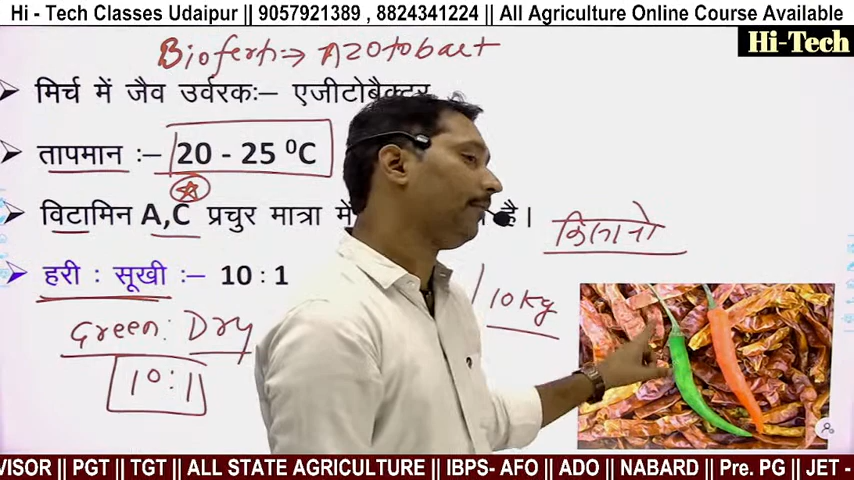 Hi - Tech Classes Udaipur || 9057921389 , 8824341224 || All Agriculture Online Course Available
Hi-Tech
Biofert⇒ Azotobact
मिर्च में जैव उर्वरकः– एजीटोबैक्टर
तापमान :– 20 - 25 ⁰C
विटामिन A,C प्रचुर मात्रा में है।
हरी : सूखी :– 10 : 1
10 Kg
Green: Dry
10:1
VISOR || PGT || TGT || ALL STATE AGRICULTURE || IBPS- AFO || ADO || NABARD || Pre. PG || JET -